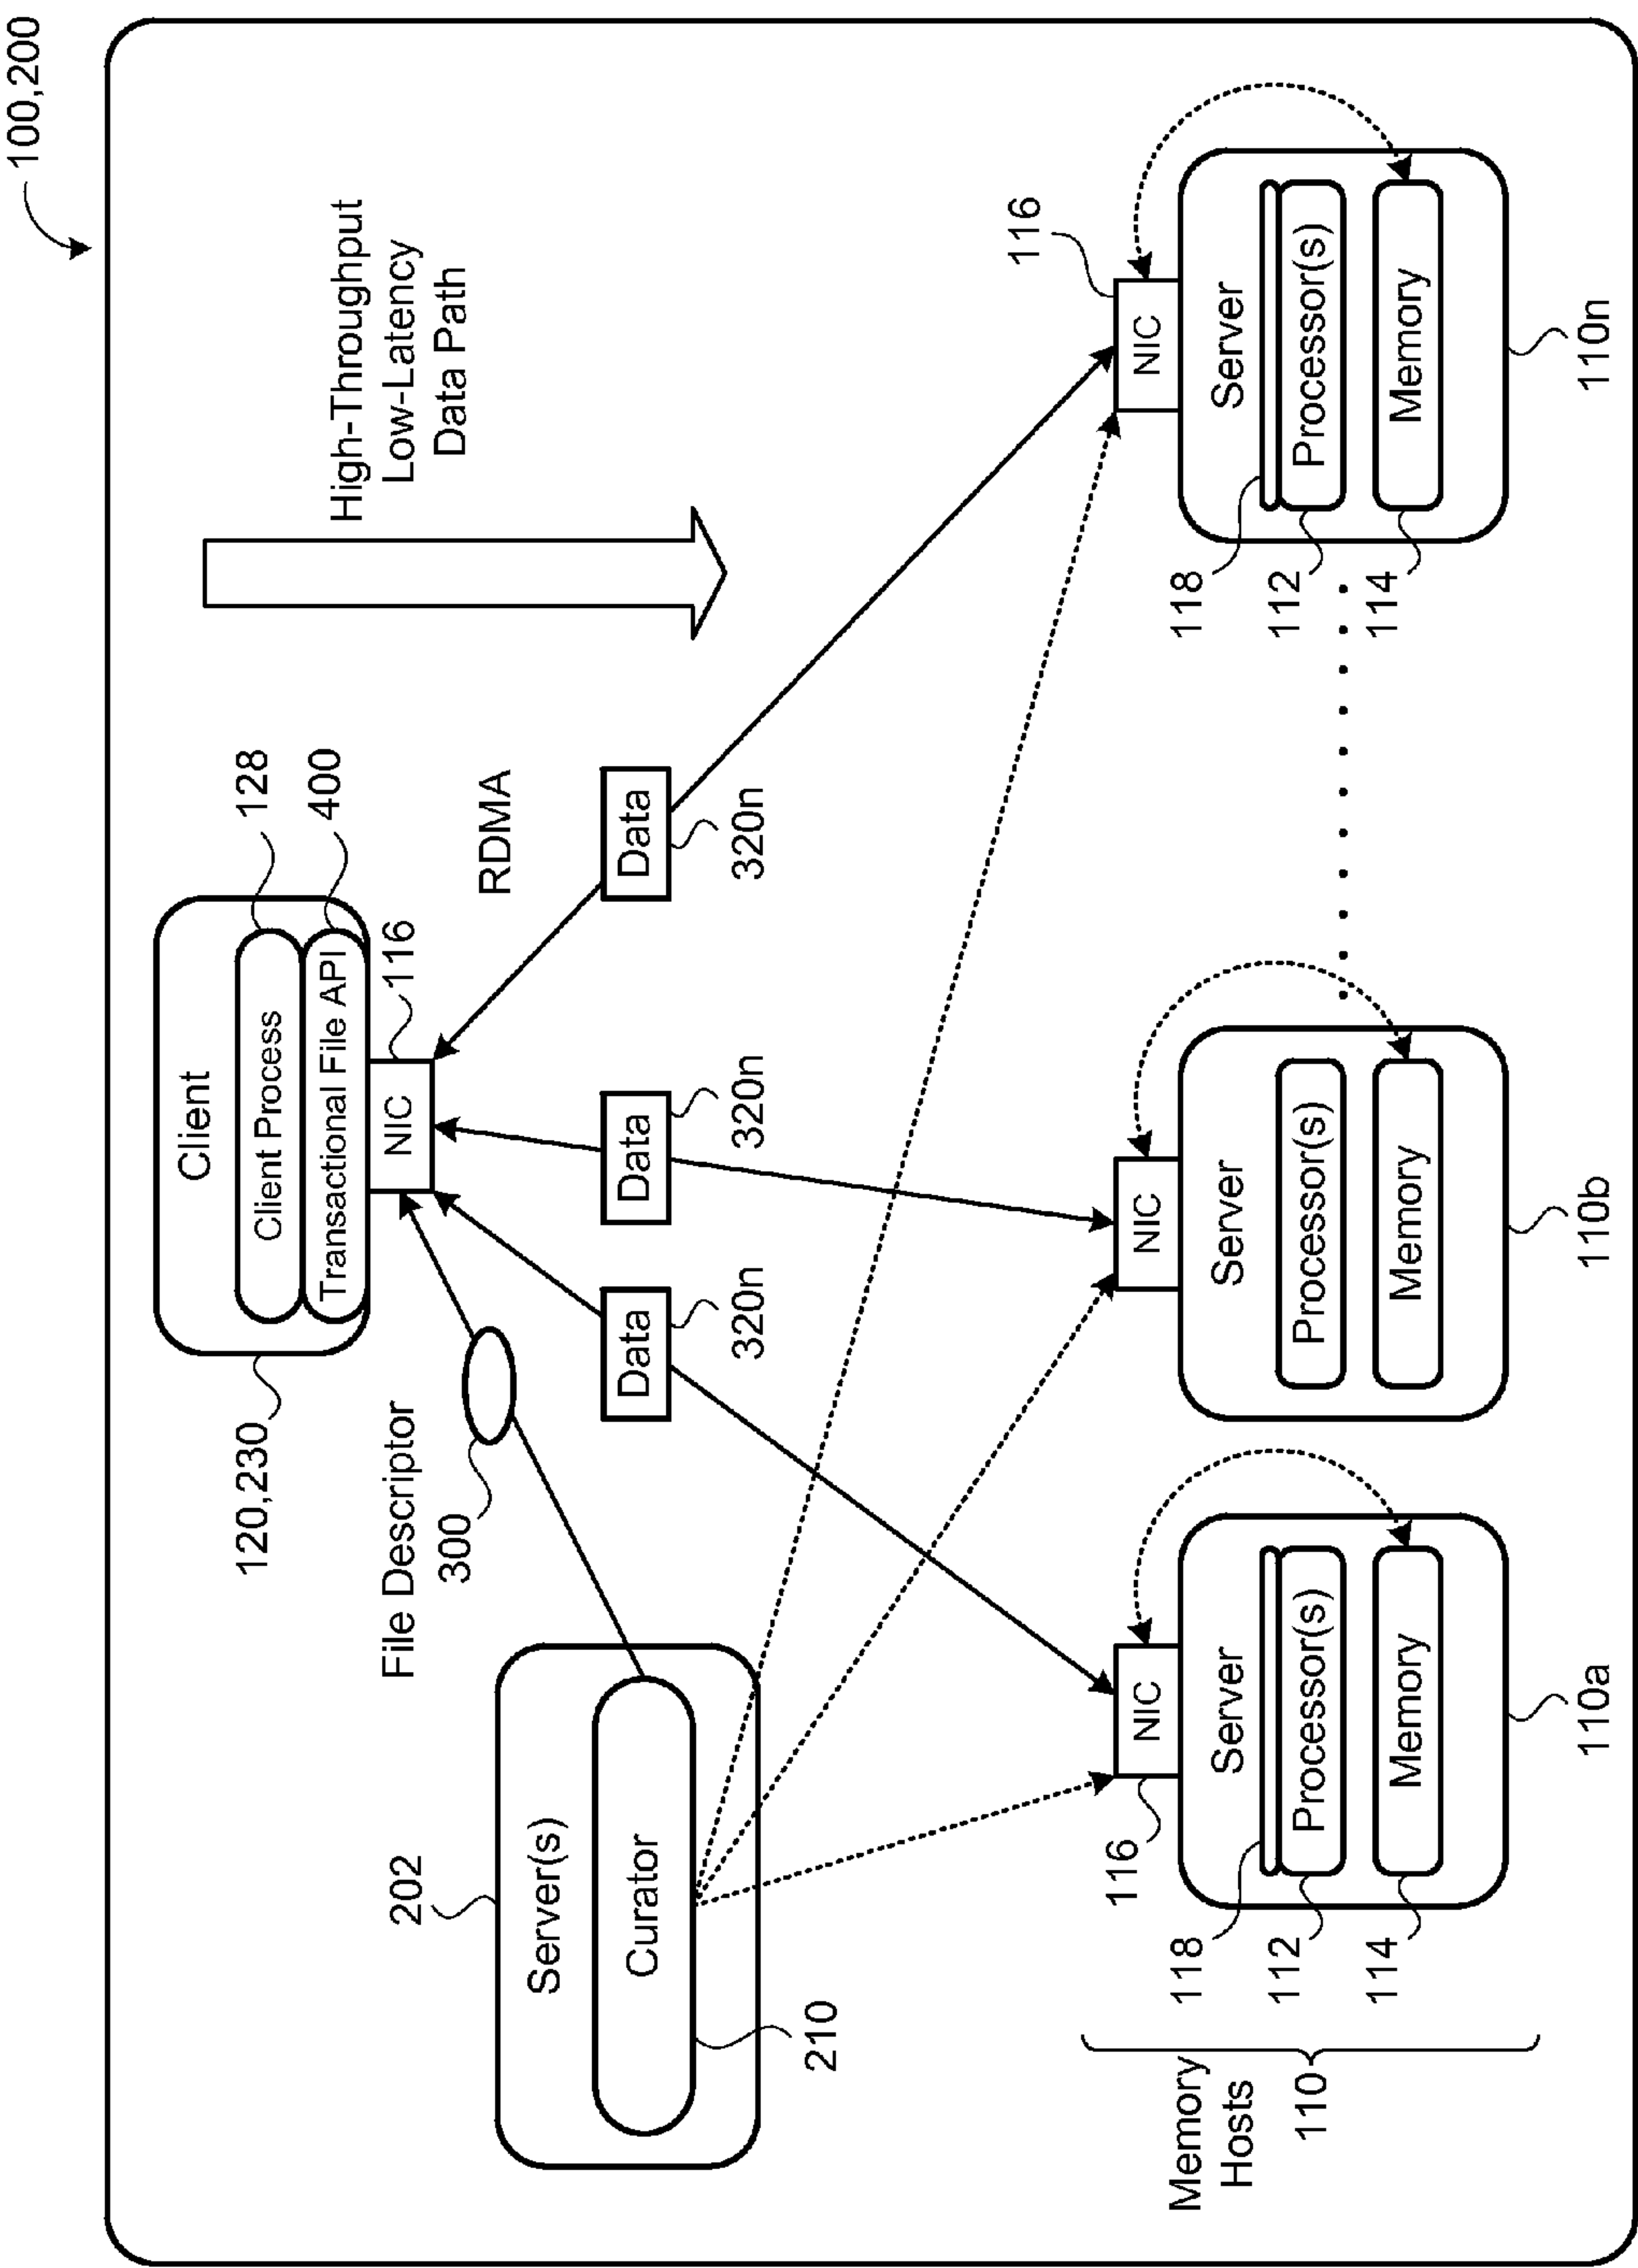 100,200
120,230
Client
Client Process
128
Transactional File API
400
NIC
116
File Descriptor
300
RDMA
High-Throughput
Low-Latency
Data Path
202
Server(s)
Curator
210
Data
320n
Data
320n
Data
320n
Memory
Hosts
110
116
NIC
Server
118
Processor(s)
112
Memory
114
110a
NIC
Server
Processor(s)
Memory
110b
116
NIC
Server
118
Processor(s)
112
Memory
114
110n